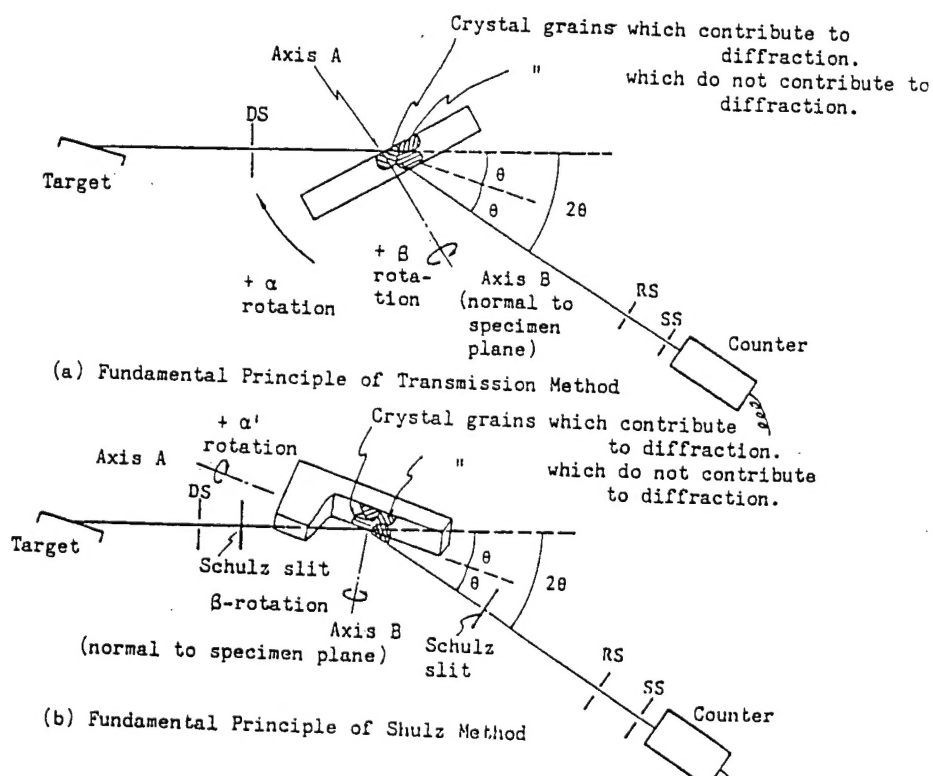 Crystal grains which contribute to
diffraction.
"
which do not contribute to
diffraction.
Axis A
DS
Target
θ
θ
2θ
+ α
rotation
+ β
rota-
tion
Axis B
(normal to
specimen
plane)
RS
SS
Counter
(a) Fundamental Principle of Transmission Method
Crystal grains which contribute
to diffraction.
"
which do not contribute
to diffraction.
+ α'
rotation
Axis A
DS
Target
Schulz slit
β-rotation
Axis B
(normal to specimen plane)
θ
θ
2θ
Schulz
slit
RS
SS
Counter
(b) Fundamental Principle of Shulz Method